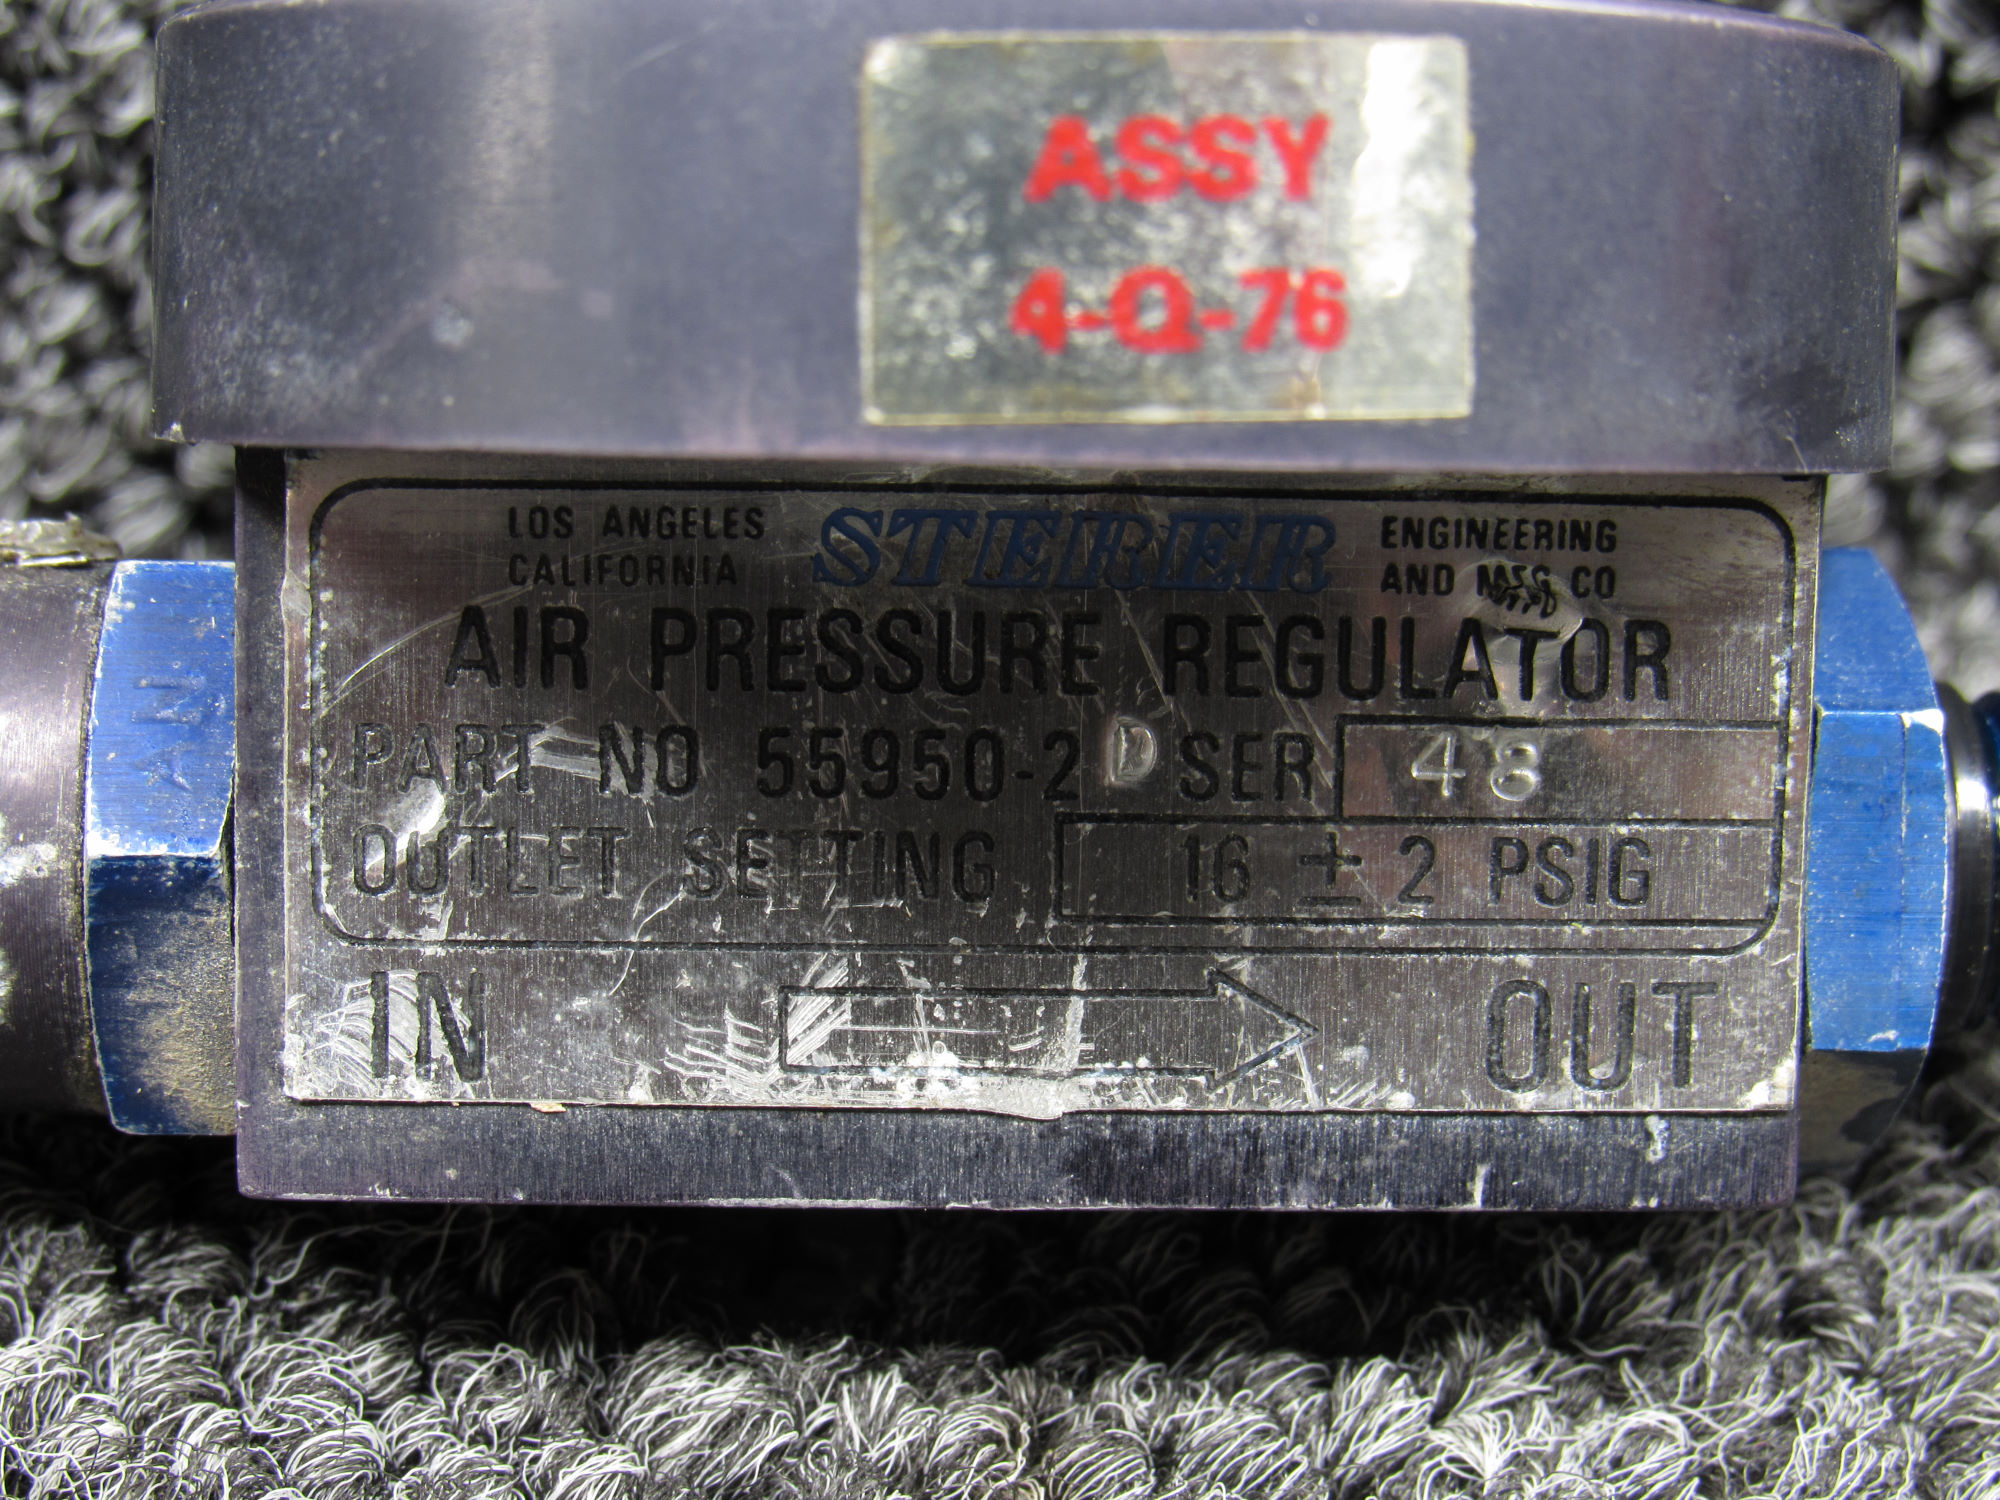 ASSY
4-Q-76
LOS ANGELES
CALIFORNIA
STERER
ENGINEERING
AND MFG CO
AIR PRESSURE REGULATOR
PART NO 55950-2 D SER 48
OUTLET SETTING 16 ± 2 PSIG
IN OUT
AN